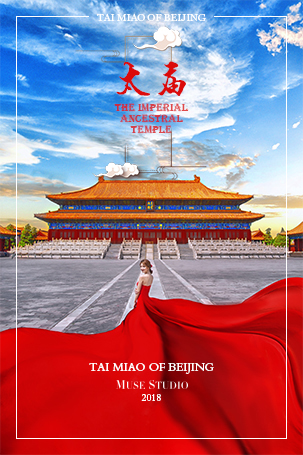 TAI MIAO OF BEIJING
太庙
THE IMPERIAL
ANCESTRAL
TEMPLE
TAI MIAO OF BEIJING
MUSE STUDIO
2018